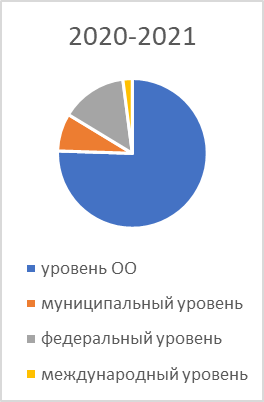 2020-2021
уровень ОО
муниципальный уровень
федеральный уровень
международный уровень